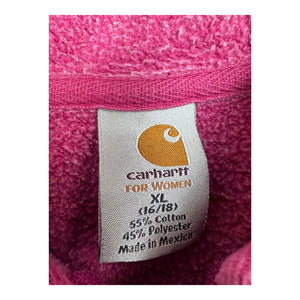 carhartt
FOR WOMEN
XL
(16/18)
55% Cotton
45% Polyester
Made in Mexico